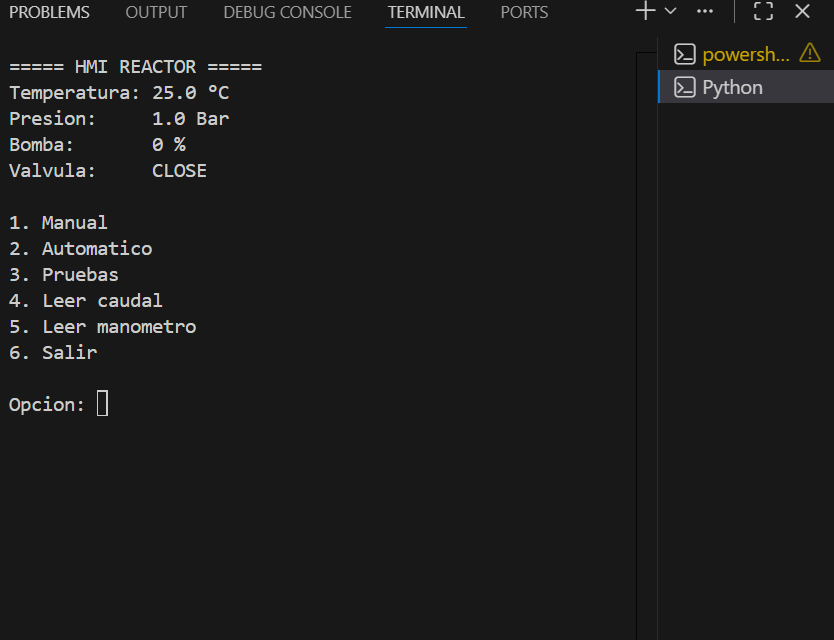 PROBLEMS OUTPUT DEBUG CONSOLE TERMINAL PORTS
===== HMI REACTOR =====
Temperatura: 25.0 °C
Presion: 1.0 Bar
Bomba: 0 %
Valvula: CLOSE
1. Manual
2. Automatico
3. Pruebas
4. Leer caudal
5. Leer manometro
6. Salir
Opcion:
powersh...
Python